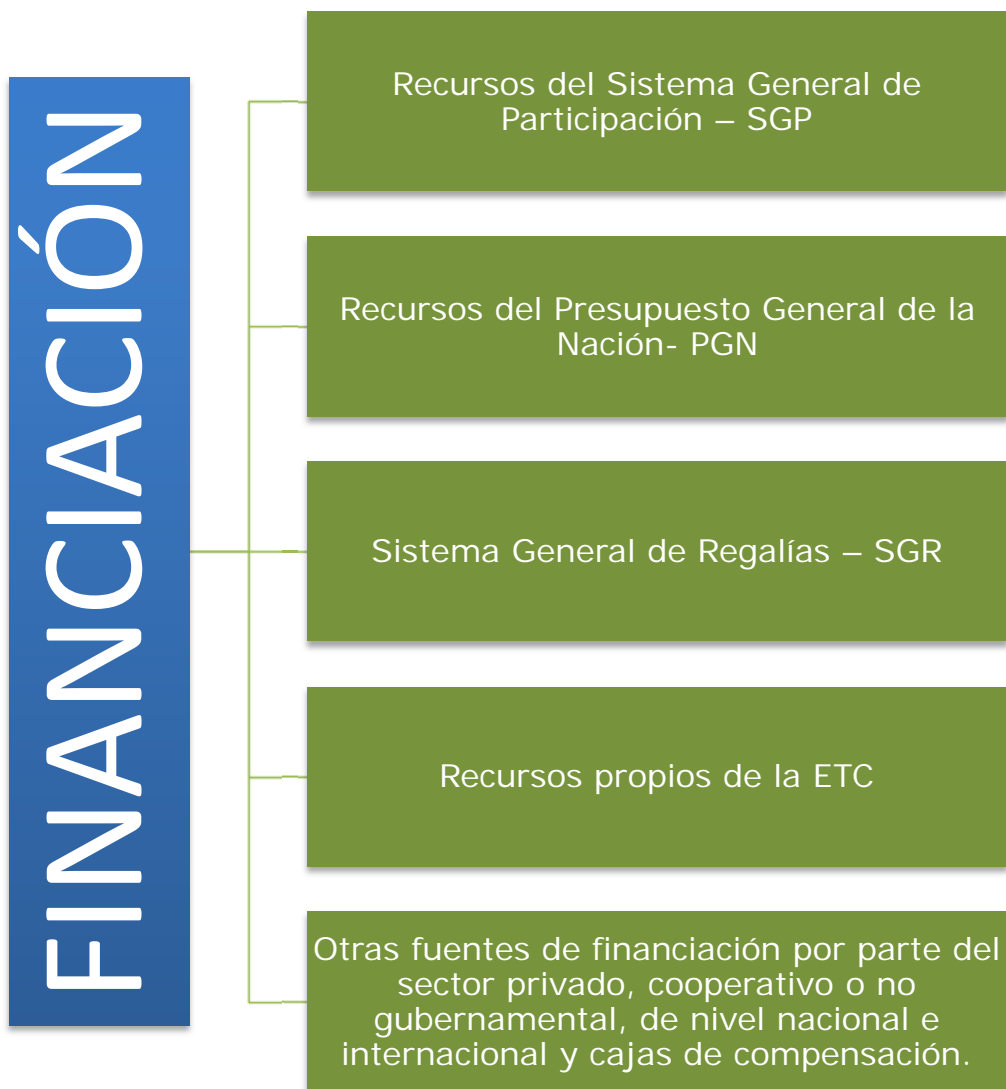 FINANCIACIÓN
Recursos del Sistema General de
Participación – SGP
Recursos del Presupuesto General de la
Nación- PGN
Sistema General de Regalías – SGR
Recursos propios de la ETC
Otras fuentes de financiación por parte del
sector privado, cooperativo o no
gubernamental, de nivel nacional e
internacional y cajas de compensación.